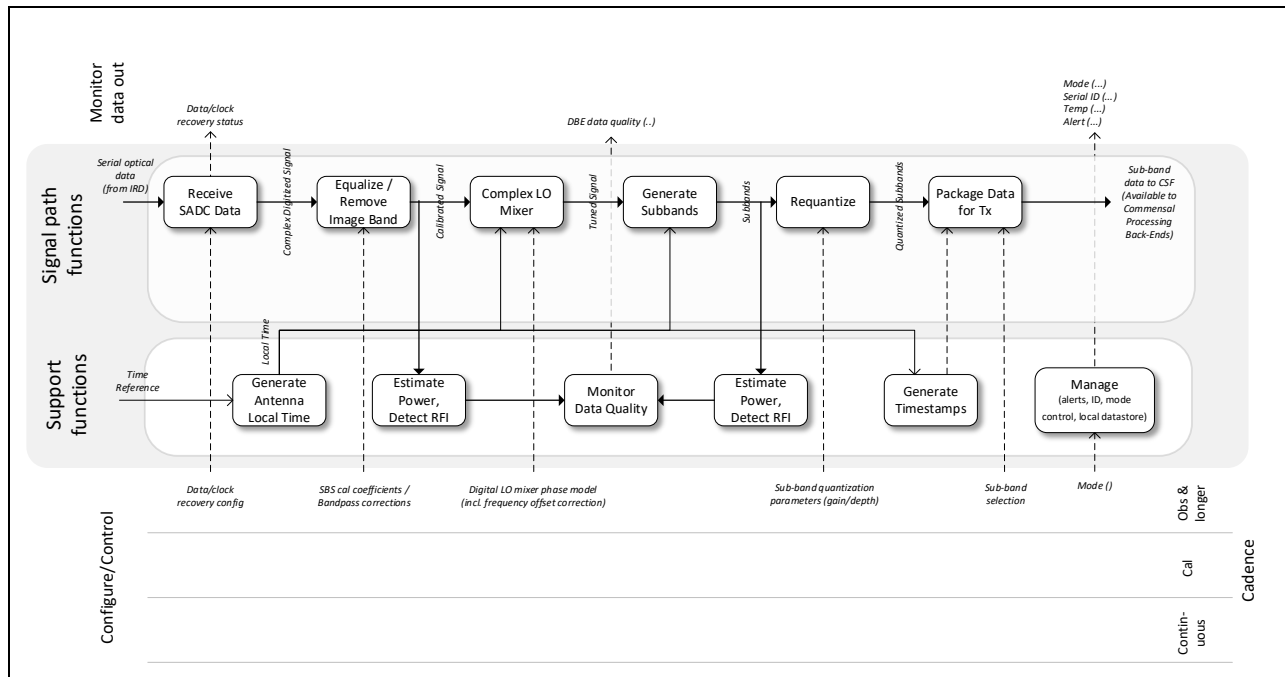 Monitor
data out
Data/clock
recovery status
DBE data quality (..)
Mode (...)
Serial ID (...)
Temp (...)
Alert (...)
Signal path
functions
Serial optical
data
(from IRD)
Receive
SADC Data
Complex Digitized Signal
Equalize /
Remove
Image Band
Calibrated Signal
Complex LO
Mixer
Tuned Signal
Generate
Subbands
Subbands
Requantize
Quantized Subbands
Package Data
for Tx
Sub-band
data to CSF
(Available to
Commensal
Processing
Back-Ends)
Support
functions
Time
Reference
Local Time
Generate
Antenna
Local Time
Estimate
Power,
Detect RFI
Monitor
Data Quality
Estimate
Power,
Detect RFI
Generate
Timestamps
Manage
(alerts, ID, mode
control, local datastore)
Configure/Control
Data/clock
recovery config
SBS cal coefficients /
Bandpass corrections
Digital LO mixer phase model
(incl. frequency offset correction)
Sub-band quantization
parameters (gain/depth)
Sub-band
selection
Mode ()
Obs &
longer
Cal
Contin-
uous
Cadence